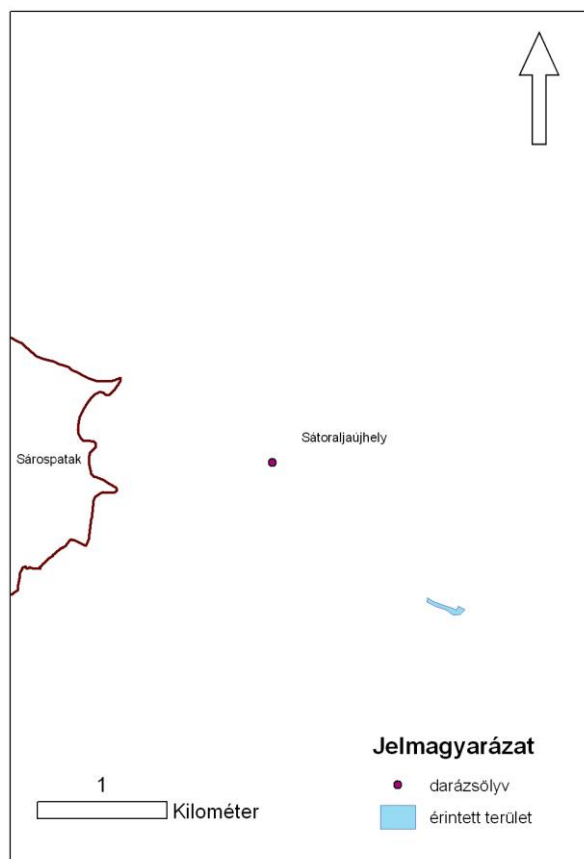 Sátoraljaújhely
Sárospatak
Jelmagyarázat
darázsölyv
érintett terület
1
Kilométer